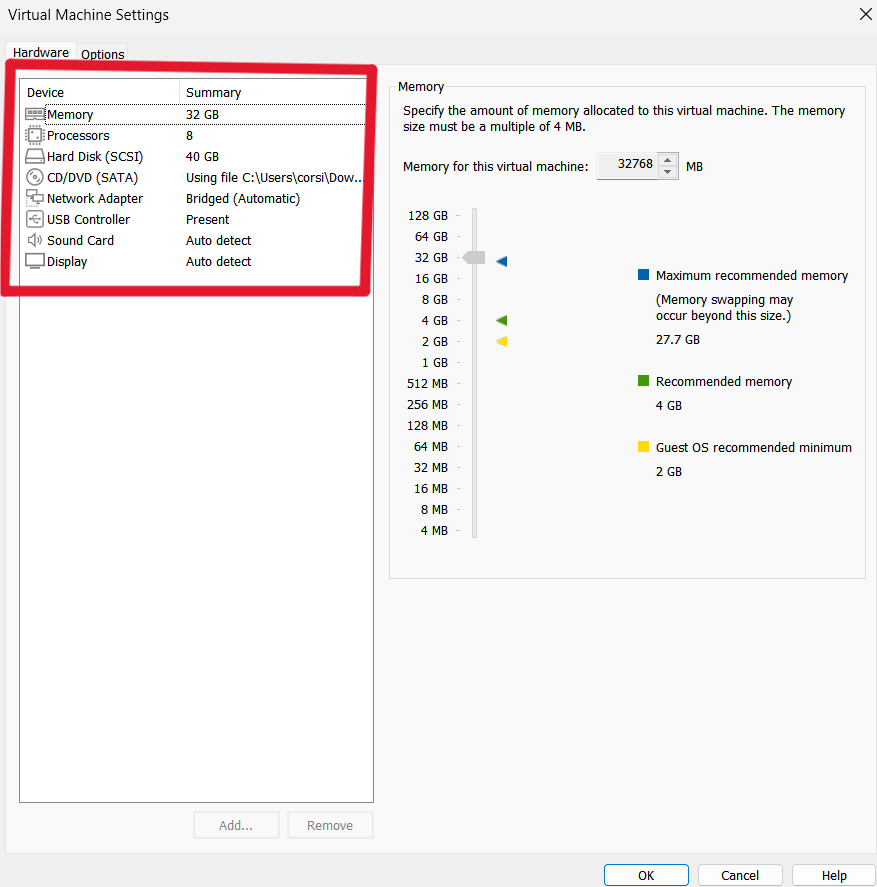 Virtual Machine Settings
Hardware Options
Device Summary
Memory 32 GB
Processors 8
Hard Disk (SCSI) 40 GB
CD/DVD (SATA) Using file C:\Users\corsi\Dow...
Network Adapter Bridged (Automatic)
USB Controller Present
Sound Card Auto detect
Display Auto detect
Add...
Remove
Memory
Specify the amount of memory allocated to this virtual machine. The memory
size must be a multiple of 4 MB.
Memory for this virtual machine: 32768 MB
128 GB
64 GB
32 GB
16 GB
8 GB
4 GB
2 GB
1 GB
512 MB
256 MB
128 MB
64 MB
32 MB
16 MB
8 MB
4 MB
Maximum recommended memory
(Memory swapping may
occur beyond this size.)
27.7 GB
Recommended memory
4 GB
Guest OS recommended minimum
2 GB
OK
Cancel
Help